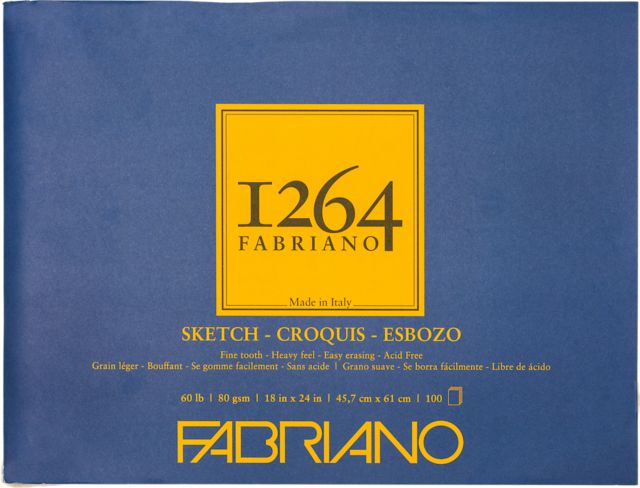 1264
FABRIANO
Made in Italy
SKETCH - CROQUIS - ESBOZO
Fine tooth - Heavy feel - Easy erasing - Acid Free
Grain léger - Bouffant - Se gomme facilement - Sans acide | Grano suave - Se borra fácilmente - Libre de ácido
60 lb | 80 gsm | 18 in x 24 in | 45,7 cm x 61 cm | 100
FABRIANO